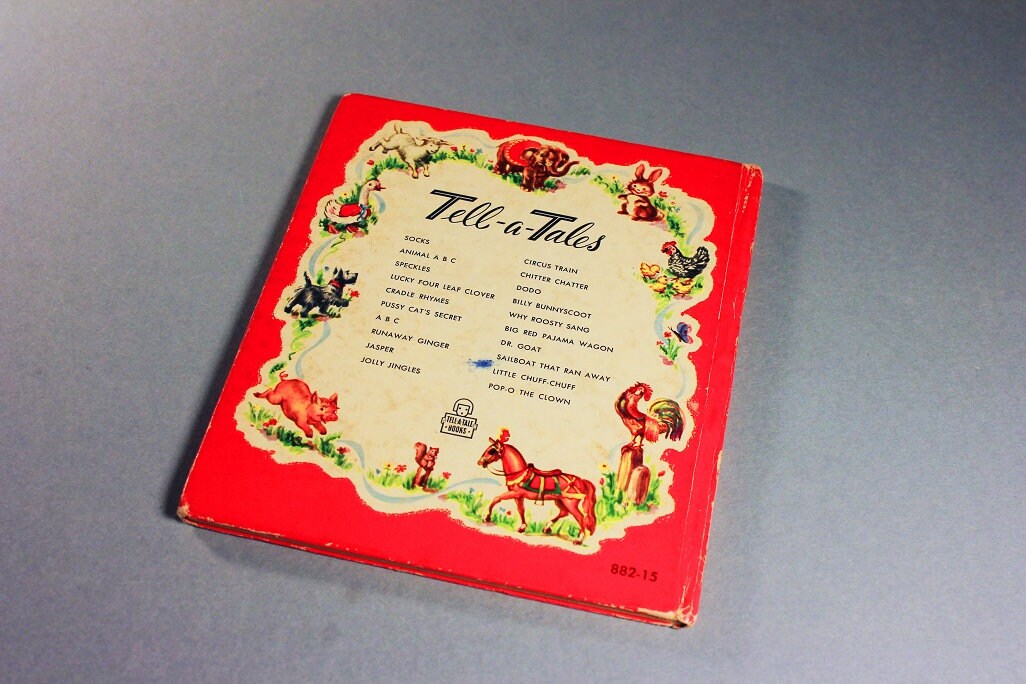 Tell-a-Tales
SOCKS
ANIMAL A B C
SPECKLES
LUCKY FOUR LEAF CLOVER
CRADLE RHYMES
PUSSY CAT'S SECRET
A B C
RUNAWAY GINGER
JASPER
JOLLY JINGLES
CIRCUS TRAIN
CHITTER CHATTER
DODO
BILLY BUNNYSCOOT
WHY ROOSTY SANG
BIG RED PAJAMA WAGON
DR. GOAT
SAILBOAT THAT RAN AWAY
LITTLE CHUFF-CHUFF
POP-O THE CLOWN
TELL-A-TALE
BOOKS
882-15